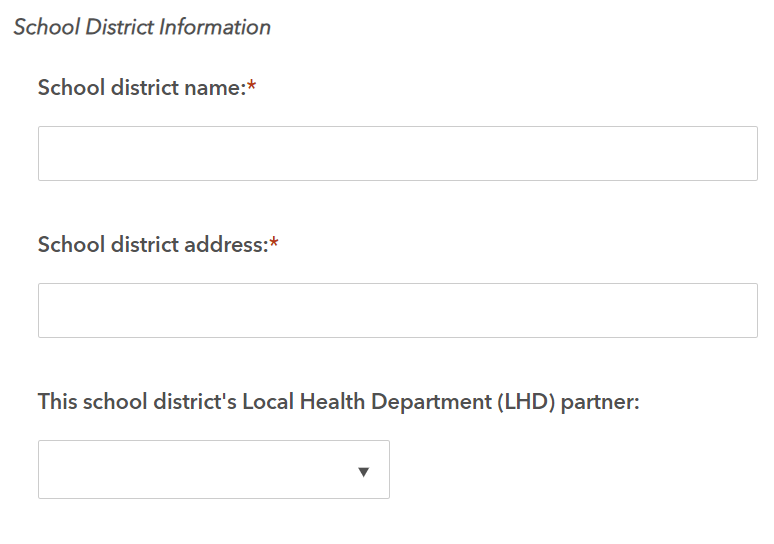 School District Information
School district name:*
School district address:*
This school district's Local Health Department (LHD) partner: